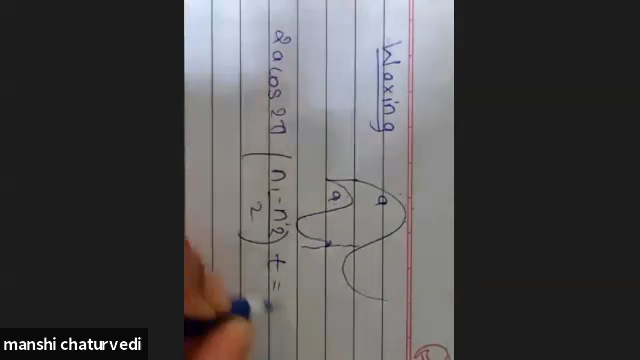 Waxing
a
a
2a cos 2π (n₁-n₂/2) t =
manshi chaturvedi